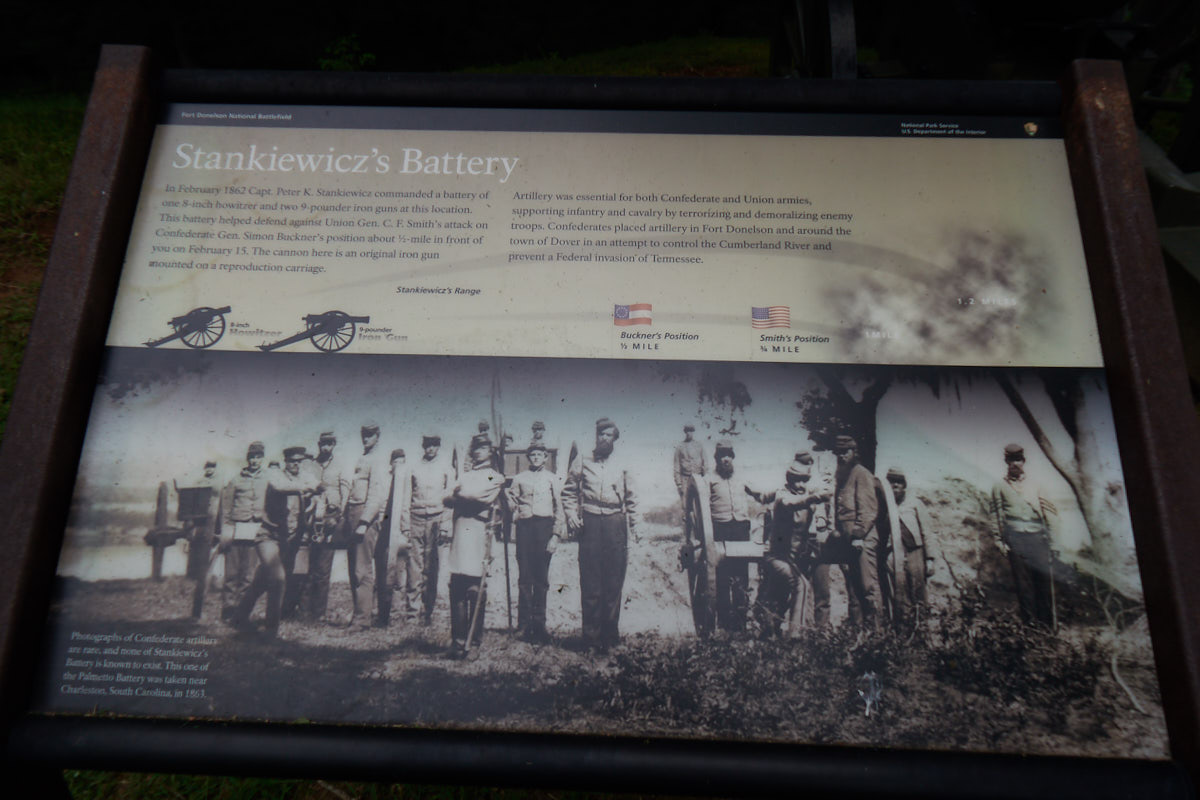 Fort Donelson National Battlefield
National Park Service
U.S. Department of the Interior
Stankiewicz's Battery
In February 1862 Capt. Peter K. Stankiewicz commanded a battery of
one 8-inch howitzer and two 9-pounder iron guns at this location.
This battery helped defend against Union Gen. C. F. Smith's attack on
Confederate Gen. Simon Buckner's position about ½-mile in front of
you on February 15. The cannon here is an original iron gun
mounted on a reproduction carriage.
Artillery was essential for both Confederate and Union armies,
supporting infantry and cavalry by terrorizing and demoralizing enemy
troops. Confederates placed artillery in Fort Donelson and around the
town of Dover in an attempt to control the Cumberland River and
prevent a Federal invasion of Tennessee.
Stankiewicz's Range
8-inch
Howitzer
9-pounder
Iron Gun
Buckner's Position
½ MILE
Smith's Position
¾ MILE
1 MILE
1.2 MILES
Photographs of Confederate artillery
are rare, and none of Stankiewicz's
Battery is known to exist. This one of
the Palmetto Battery was taken near
Charleston, South Carolina, in 1863.